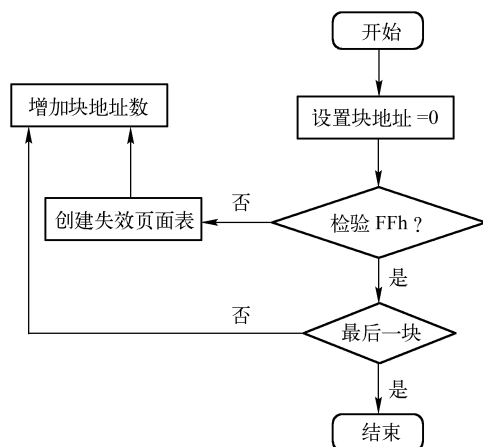 开始
增加块地址数
设置块地址=0
否
创建失效页面表
检验 FFh?
是
否
最后一块
是
结束